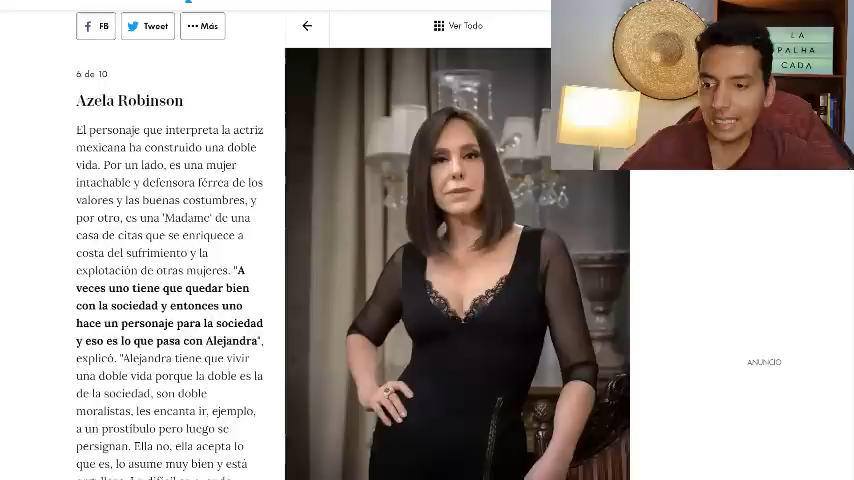 FB
Tweet
Más
Ver Todo
LA
PALHA
CADA
6 de 10
Azela Robinson
El personaje que interpreta la actriz
mexicana ha construido una doble
vida. Por un lado, es una mujer
intachable y defensora férrea de los
valores y las buenas costumbres, y
por otro, es una 'Madame' de una
casa de citas que se enriquece a
costa del sufrimiento y la
explotación de otras mujeres. "A
veces uno tiene que quedar bien
con la sociedad y entonces uno
hace un personaje para la sociedad
y eso es lo que pasa con Alejandra",
explicó. "Alejandra tiene que vivir
una doble vida porque la doble es la
de la sociedad, son doble
moralistas, les encanta ir, ejemplo,
a un prostíbulo pero luego se
persignan. Ella no, ella acepta lo
que es, lo asume muy bien y está
ANUNCIO